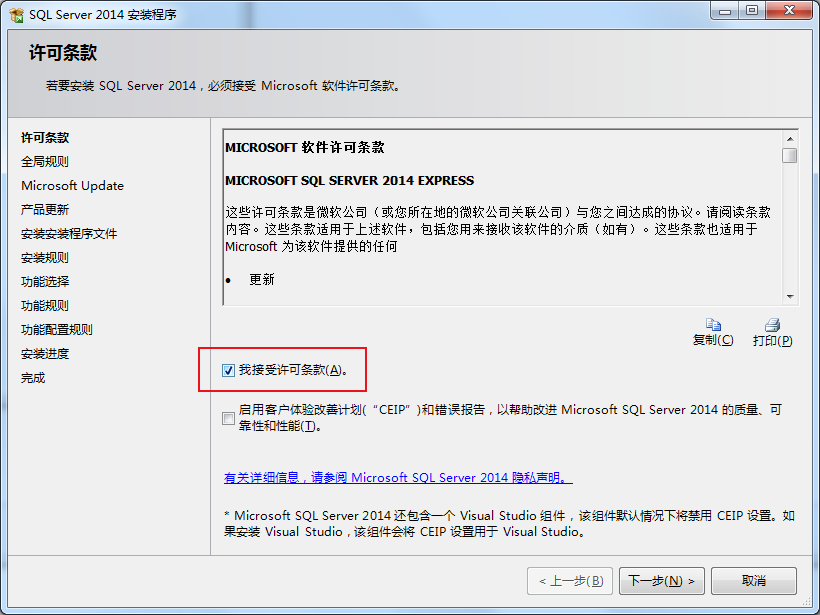 SQL Server 2014 安装程序
许可条款
若要安装 SQL Server 2014，必须接受 Microsoft 软件许可条款。
许可条款
全局规则
Microsoft Update
产品更新
安装安装程序文件
安装规则
功能选择
功能规则
功能配置规则
安装进度
完成
MICROSOFT 软件许可条款
MICROSOFT SQL SERVER 2014 EXPRESS
这些许可条款是微软公司（或您所在地的微软公司关联公司）与您之间达成的协议。请阅读条款
内容。这些条款适用于上述软件，包括您用来接收该软件的介质（如有）。这些条款也适用于
Microsoft 为该软件提供的任何
• 更新
复制(C)
打印(P)
我接受许可条款(A)。
启用客户体验改善计划(“CEIP”)和错误报告，以帮助改进 Microsoft SQL Server 2014 的质量、可
靠性和性能(T)。
有关详细信息，请参阅 Microsoft SQL Server 2014 隐私声明。
* Microsoft SQL Server 2014 还包含一个 Visual Studio 组件，该组件默认情况下将禁用 CEIP 设置。如
果安装 Visual Studio，该组件会将 CEIP 设置用于 Visual Studio。
< 上一步(B)
下一步(N) >
取消